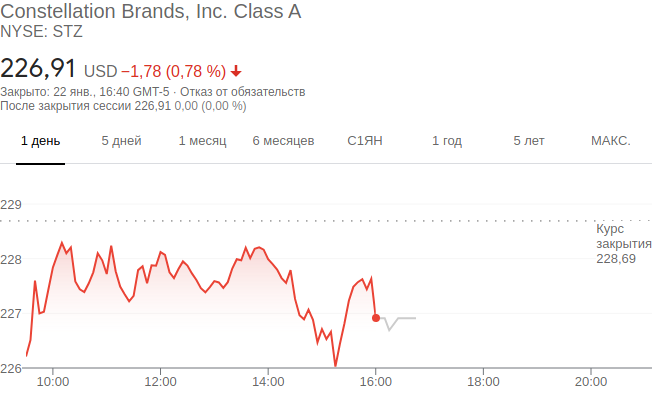 Constellation Brands, Inc. Class A
NYSE: STZ
226,91 USD −1,78 (0,78 %)
Закрыто: 22 янв., 16:40 GMT-5 · Отказ от обязательств
После закрытия сессии 226,91 0,00 (0,00 %)
1 день 5 дней 1 месяц 6 месяцев С1ЯН 1 год 5 лет МАКС.
229
Курс
закрытия
228,69
228
227
226
10:00 12:00 14:00 16:00 18:00 20:00